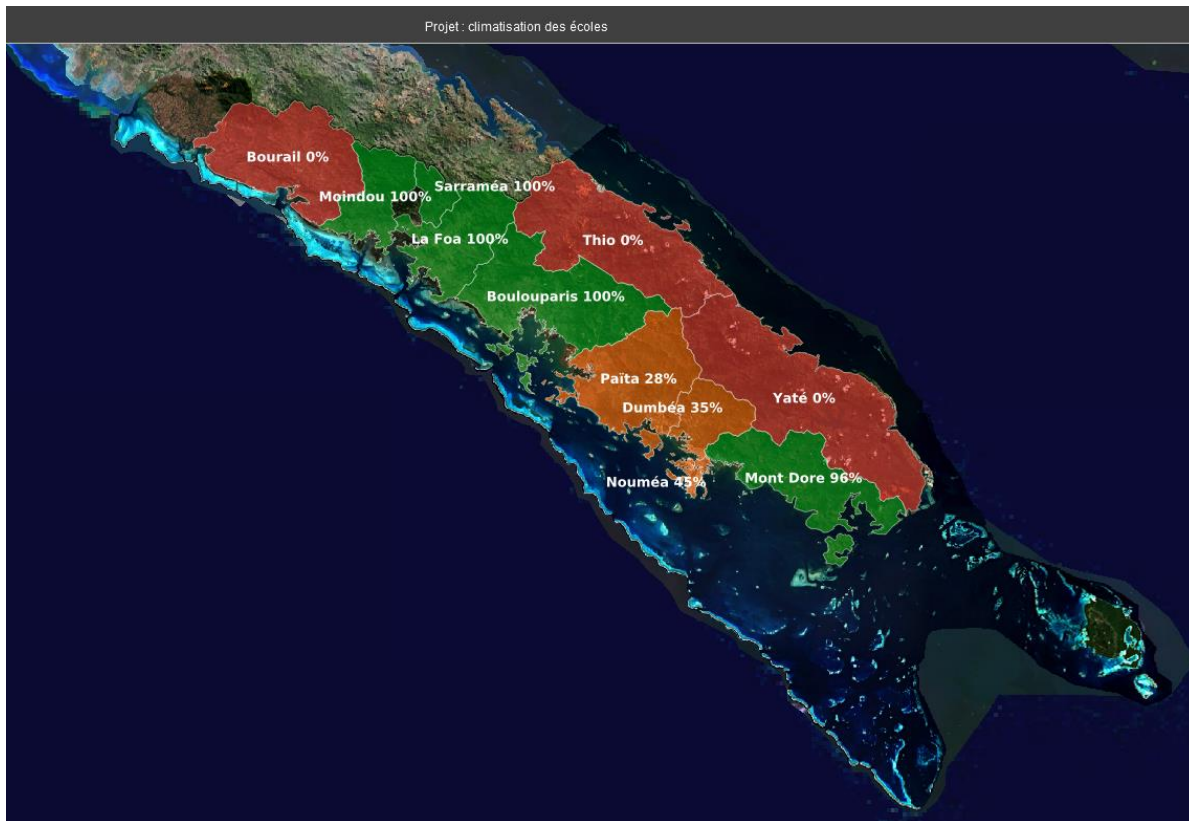 Projet : climatisation des écoles
Bourail 0%
Sarraméa 100%
Moindou 100%
La Foa 100%
Thio 0%
Boulouparis 100%
Païta 28%
Yaté 0%
Dumbéa 35%
Mont Dore 96%
Nouméa 45%